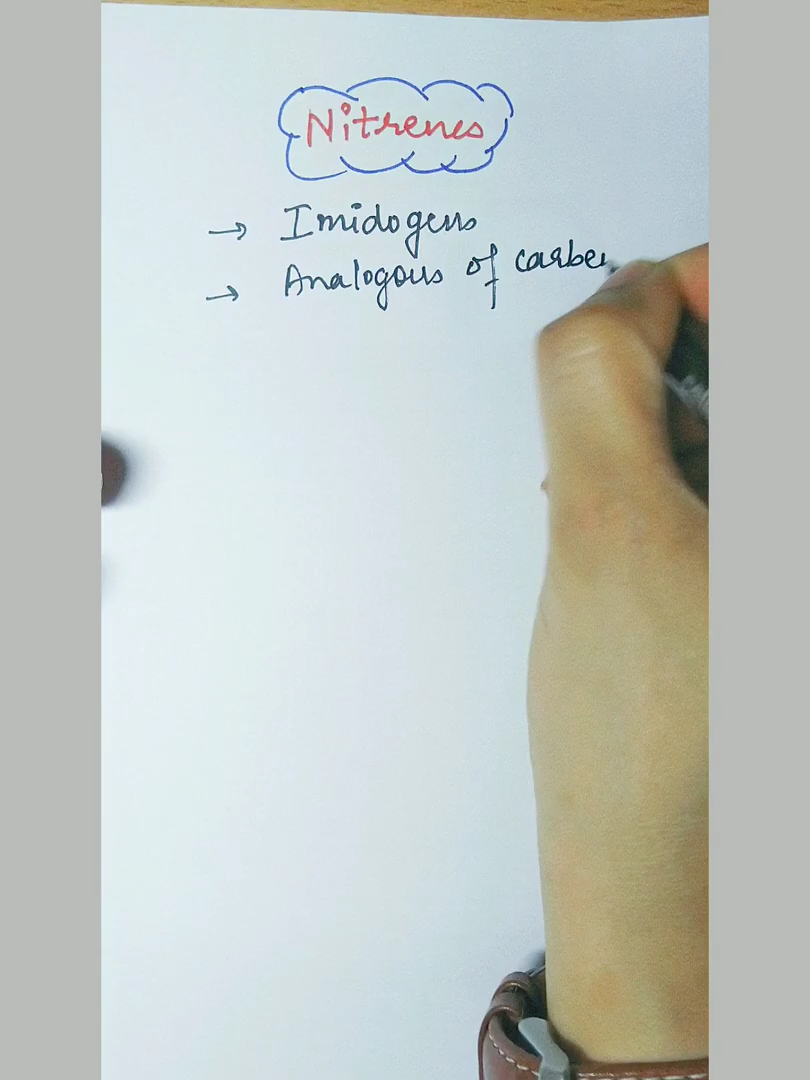 Nitrenes
→ Imidogens
→ Analogous of carbe